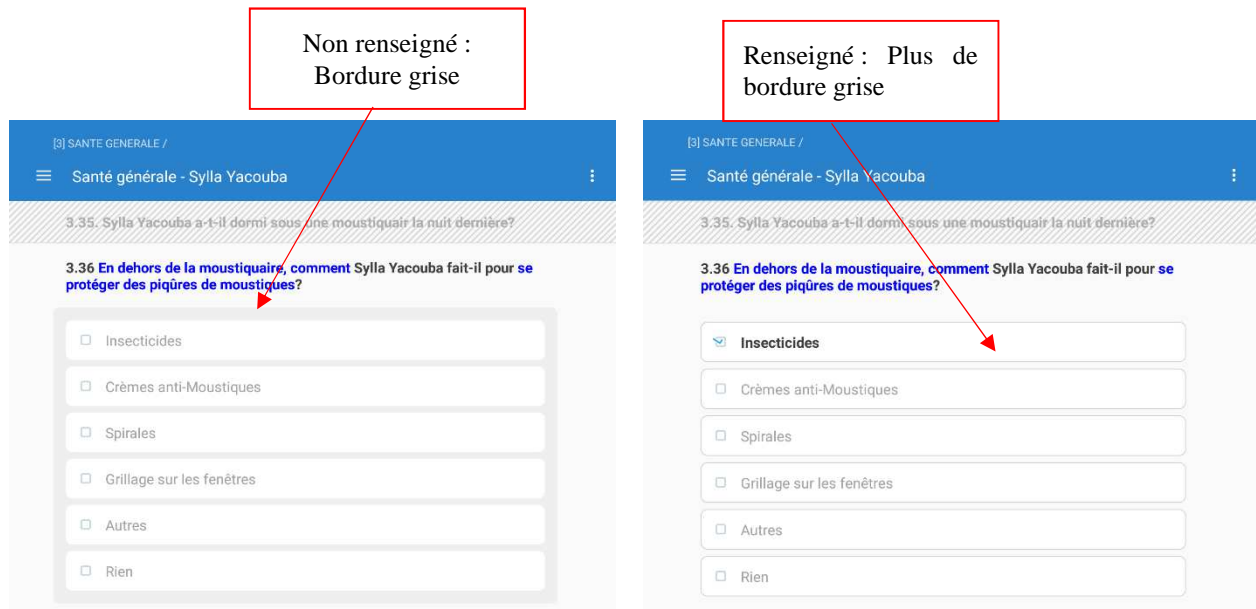 Non renseigné :
Bordure grise
Renseigné : Plus de
bordure grise
[3] SANTE GENERALE /
Santé générale - Sylla Yacouba
3.35. Sylla Yacouba a-t-il dormi sous une moustiquair la nuit dernière?
3.36 En dehors de la moustiquaire, comment Sylla Yacouba fait-il pour se
protéger des piqûres de moustiques?
Insecticides
Crèmes anti-Moustiques
Spirales
Grillage sur les fenêtres
Autres
Rien
[3] SANTE GENERALE /
Santé générale - Sylla Yacouba
3.35. Sylla Yacouba a-t-il dormi sous une moustiquair la nuit dernière?
3.36 En dehors de la moustiquaire, comment Sylla Yacouba fait-il pour se
protéger des piqûres de moustiques?
Insecticides
Crèmes anti-Moustiques
Spirales
Grillage sur les fenêtres
Autres
Rien